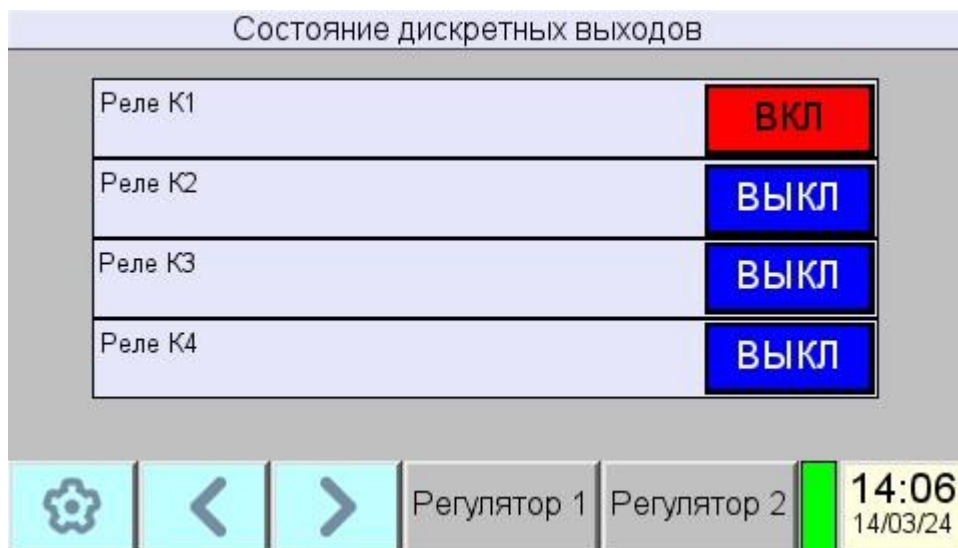 Состояние дискретных выходов
Реле К1
ВКЛ
Реле К2
ВЫКЛ
Реле К3
ВЫКЛ
Реле К4
ВЫКЛ
Регулятор 1
Регулятор 2
14:06
14/03/24